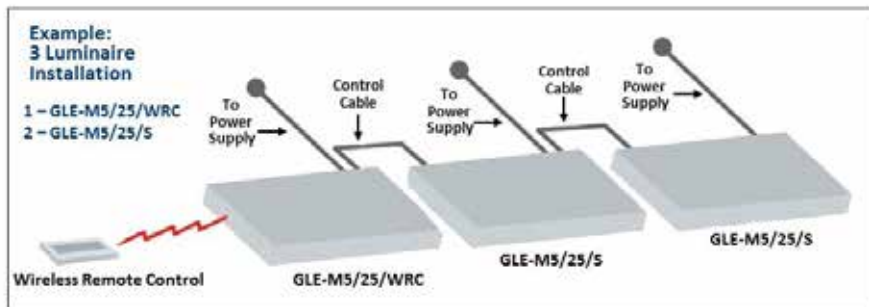 Example:
3 Luminaire
Installation
1 – GLE-M5/25/WRC
2 – GLE-M5/25/S
To
Power
Supply
Control
Cable
To
Power
Supply
Control
Cable
To
Power
Supply
Wireless Remote Control
GLE-M5/25/WRC
GLE-M5/25/S
GLE-M5/25/S